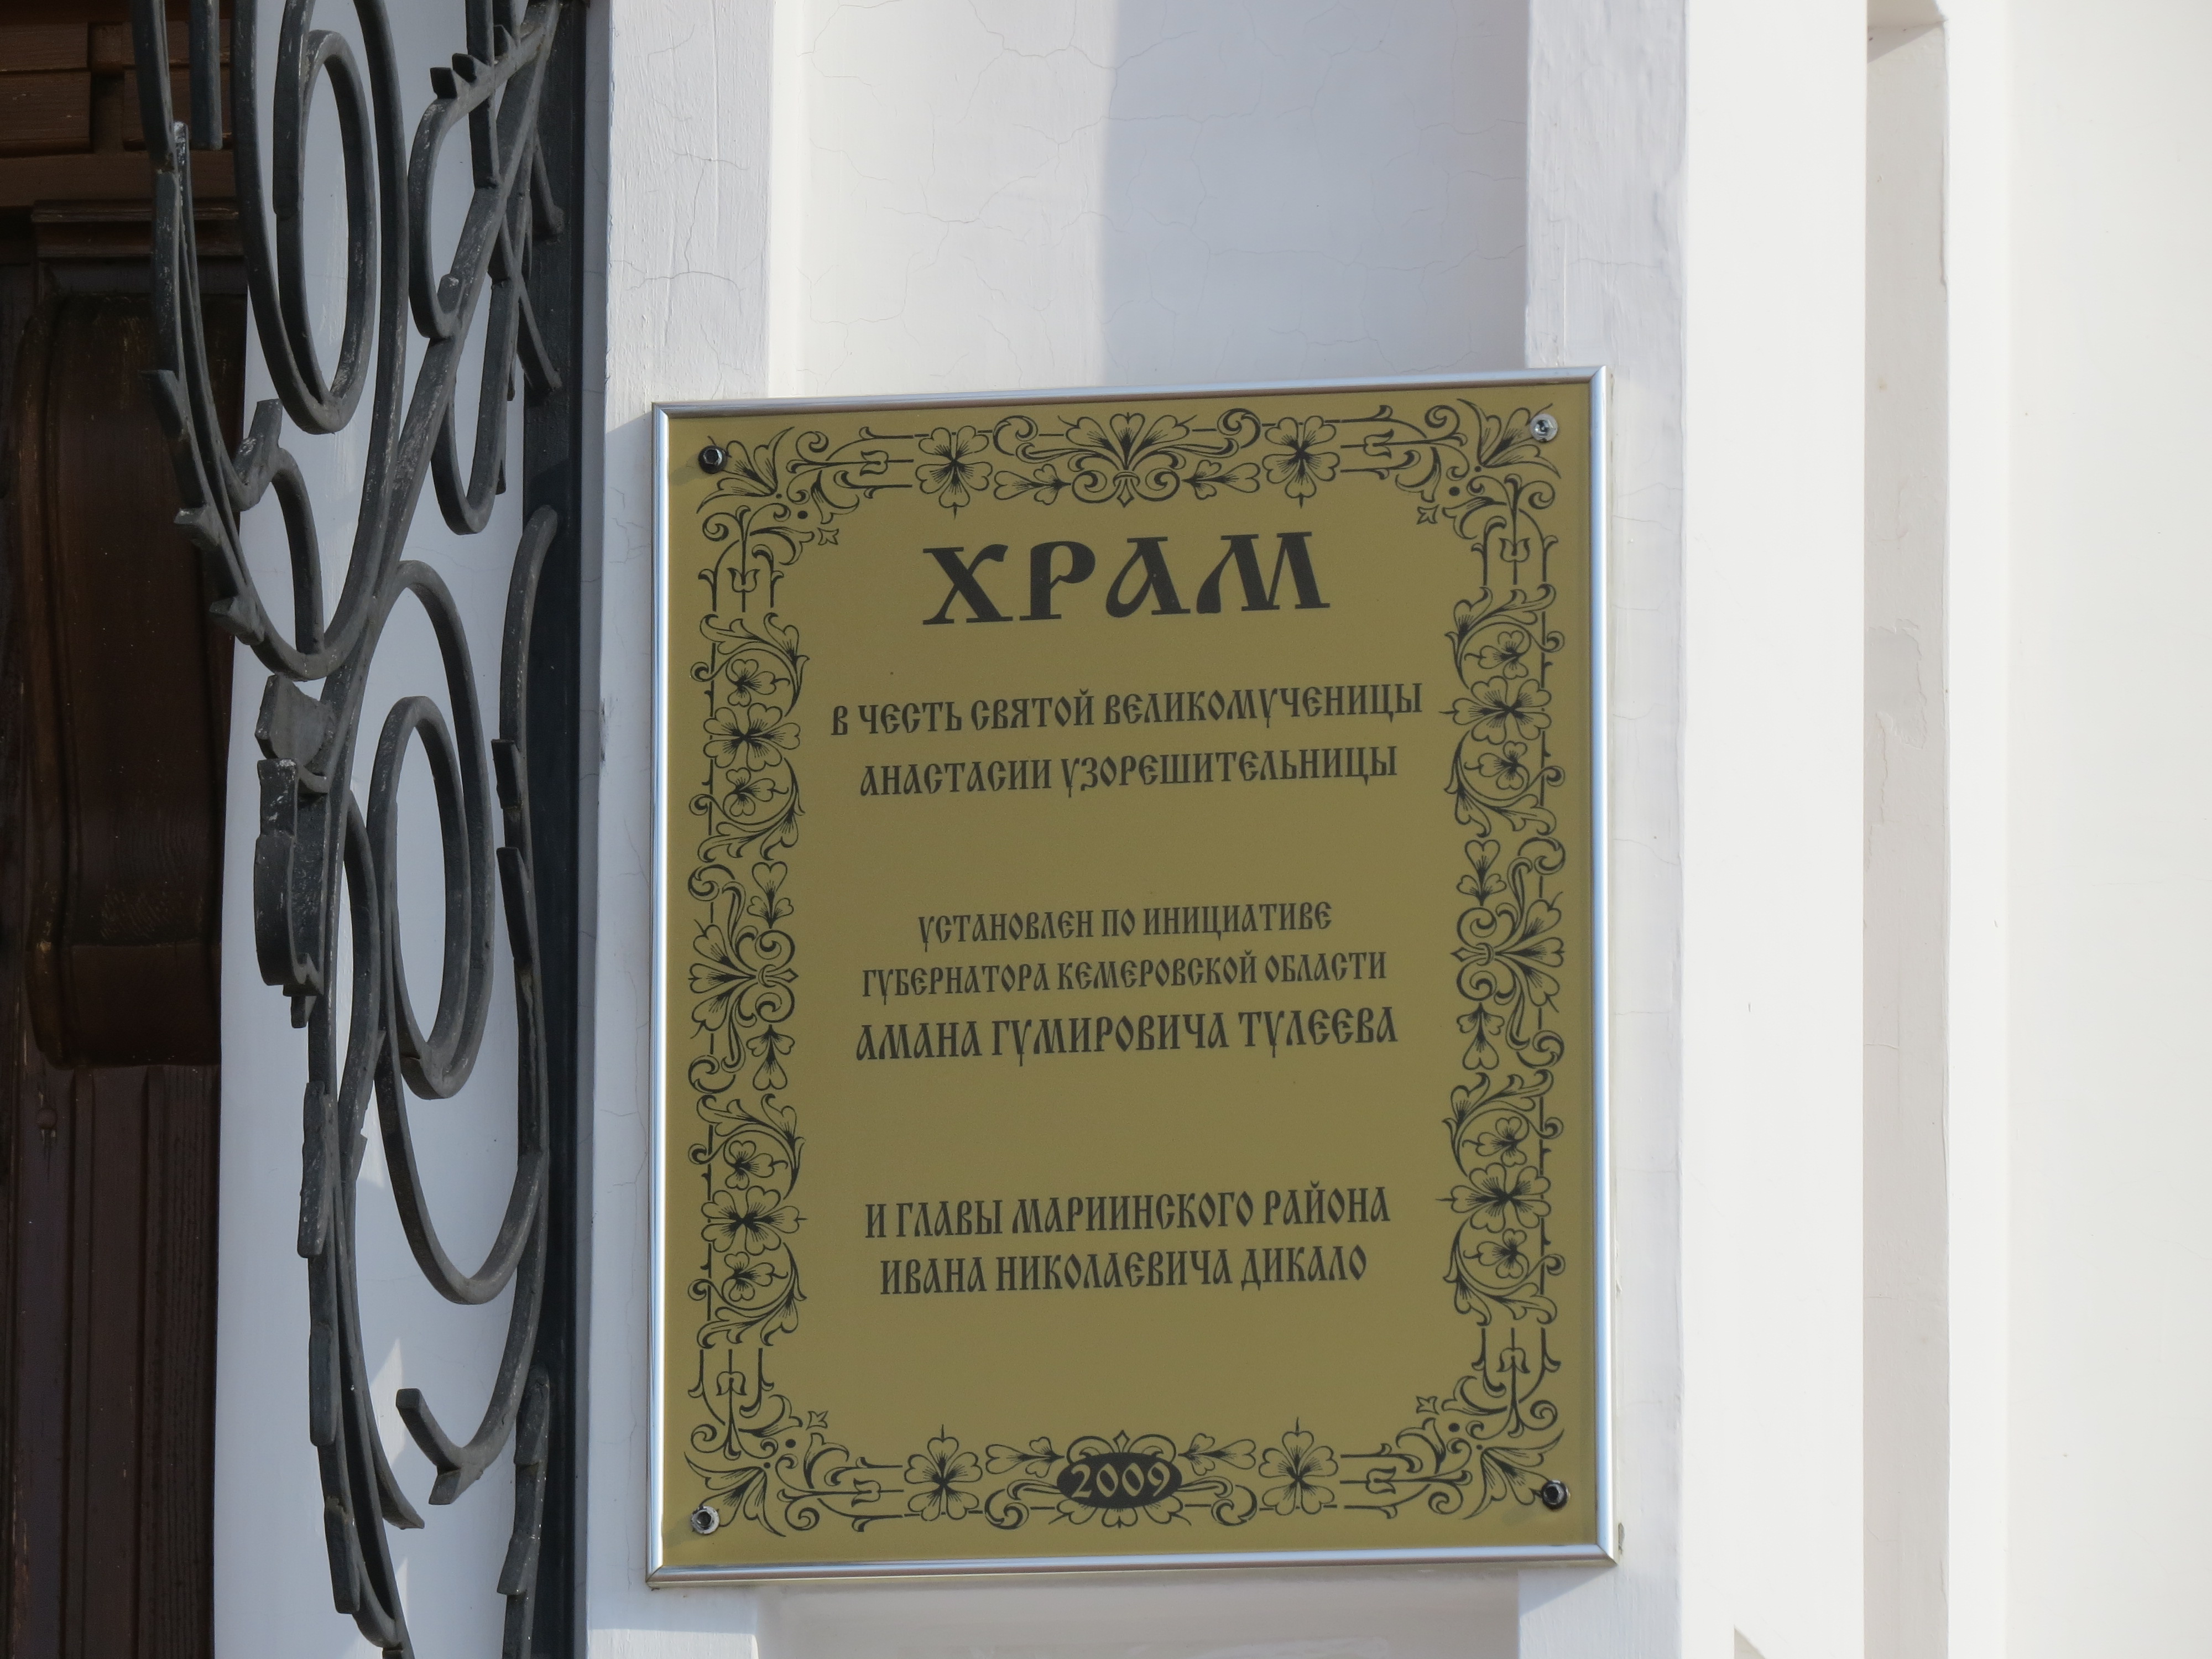 ХРАМ
В ЧЕСТЬ СВЯТОЙ ВЕЛИКОМУЧЕНИЦЫ
АНАСТАСИИ УЗОРЕШИТЕЛЬНИЦЫ
УСТАНОВЛЕН ПО ИНИЦИАТИВЕ
ГУБЕРНАТОРА КЕМЕРОВСКОЙ ОБЛАСТИ
АМАНА ГУМИРОВИЧА ТУЛЕЕВА
И ГЛАВЫ МАРИИНСКОГО РАЙОНА
ИВАНА НИКОЛАЕВИЧА ДИКАЛО
2009